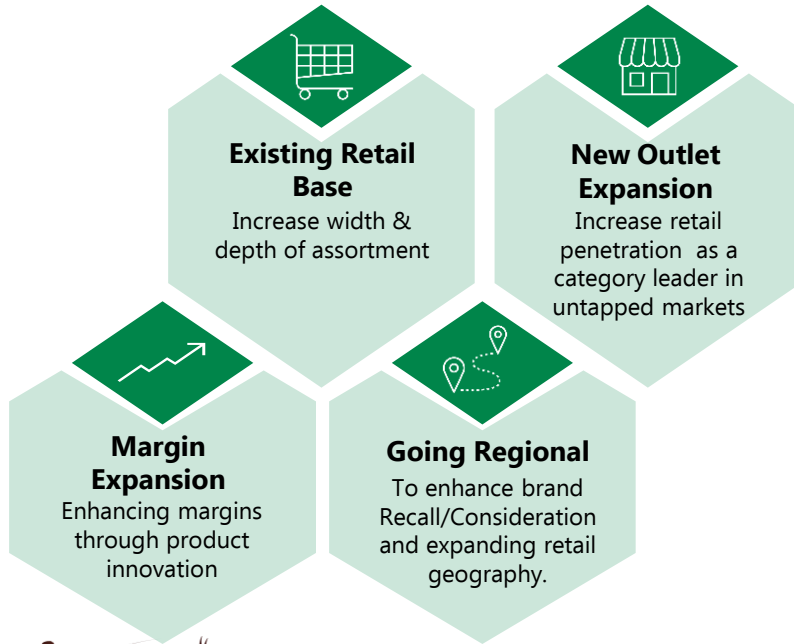 Existing Retail
Base
Increase width &
depth of assortment
New Outlet
Expansion
Increase retail
penetration as a
category leader in
untapped markets
Margin
Expansion
Enhancing margins
through product
innovation
Going Regional
To enhance brand
Recall/Consideration
and expanding retail
geography.